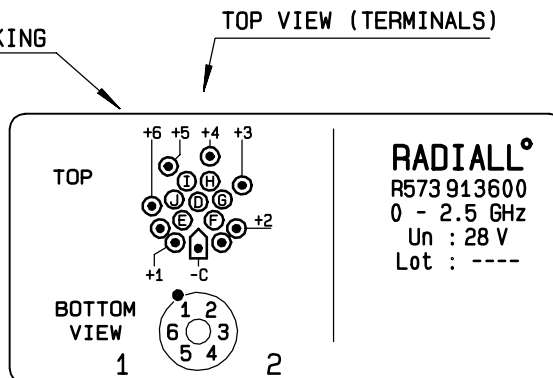 TOP VIEW (TERMINALS)
KING
+6 +5 +4 +3
TOP
I H
J D G
E F
+2
+1 -C
BOTTOM
VIEW
1 2
6 3
5 4
1 2
RADIALL°
R573 913600
0 - 2.5 GHz
Un : 28 V
Lot : ----